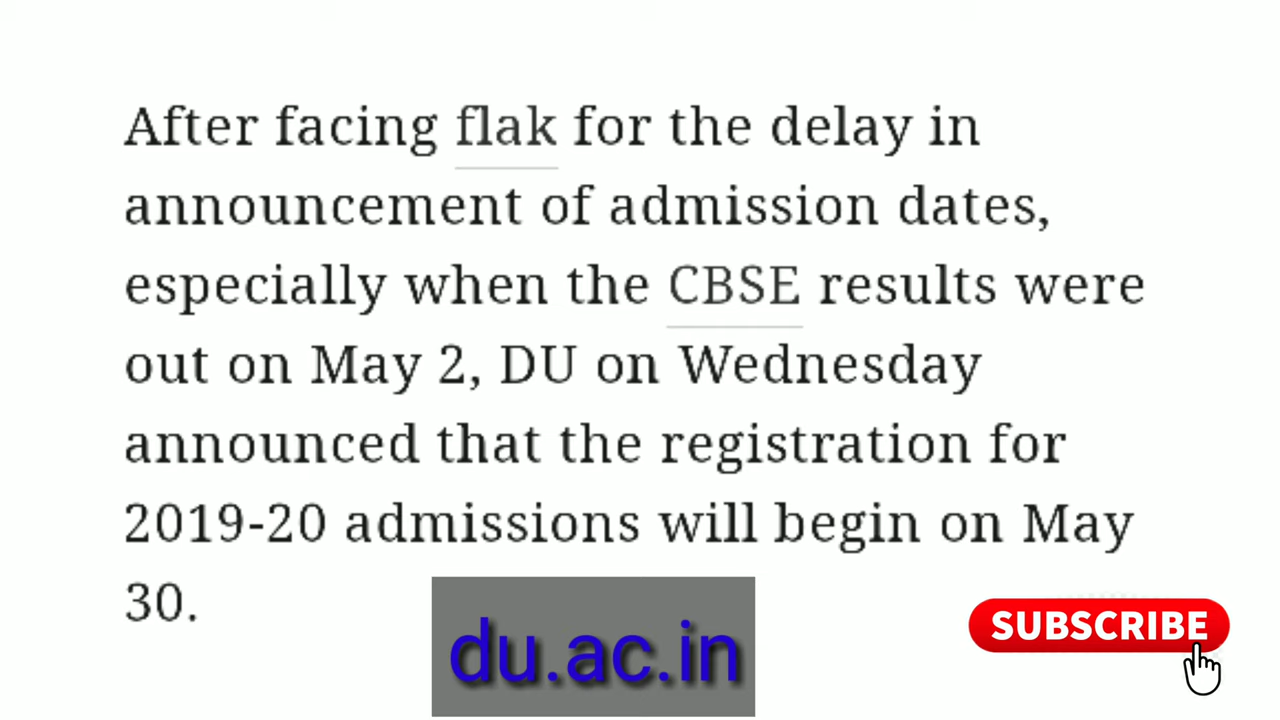 After facing flak for the delay in
announcement of admission dates,
especially when the CBSE results were
out on May 2, DU on Wednesday
announced that the registration for
2019-20 admissions will begin on May
30.
du.ac.in
SUBSCRIBE